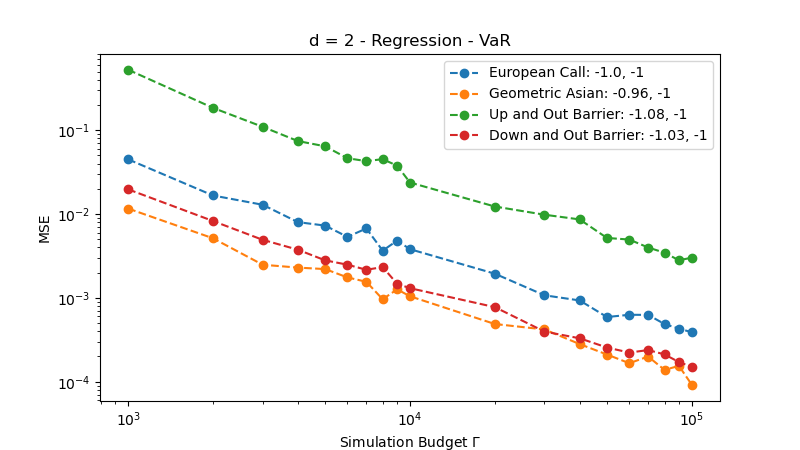 d = 2 - Regression - VaR
MSE
10⁻¹
10⁻²
10⁻³
10⁻⁴
European Call: -1.0, -1
Geometric Asian: -0.96, -1
Up and Out Barrier: -1.08, -1
Down and Out Barrier: -1.03, -1
10³ 10⁴ 10⁵
Simulation Budget Γ